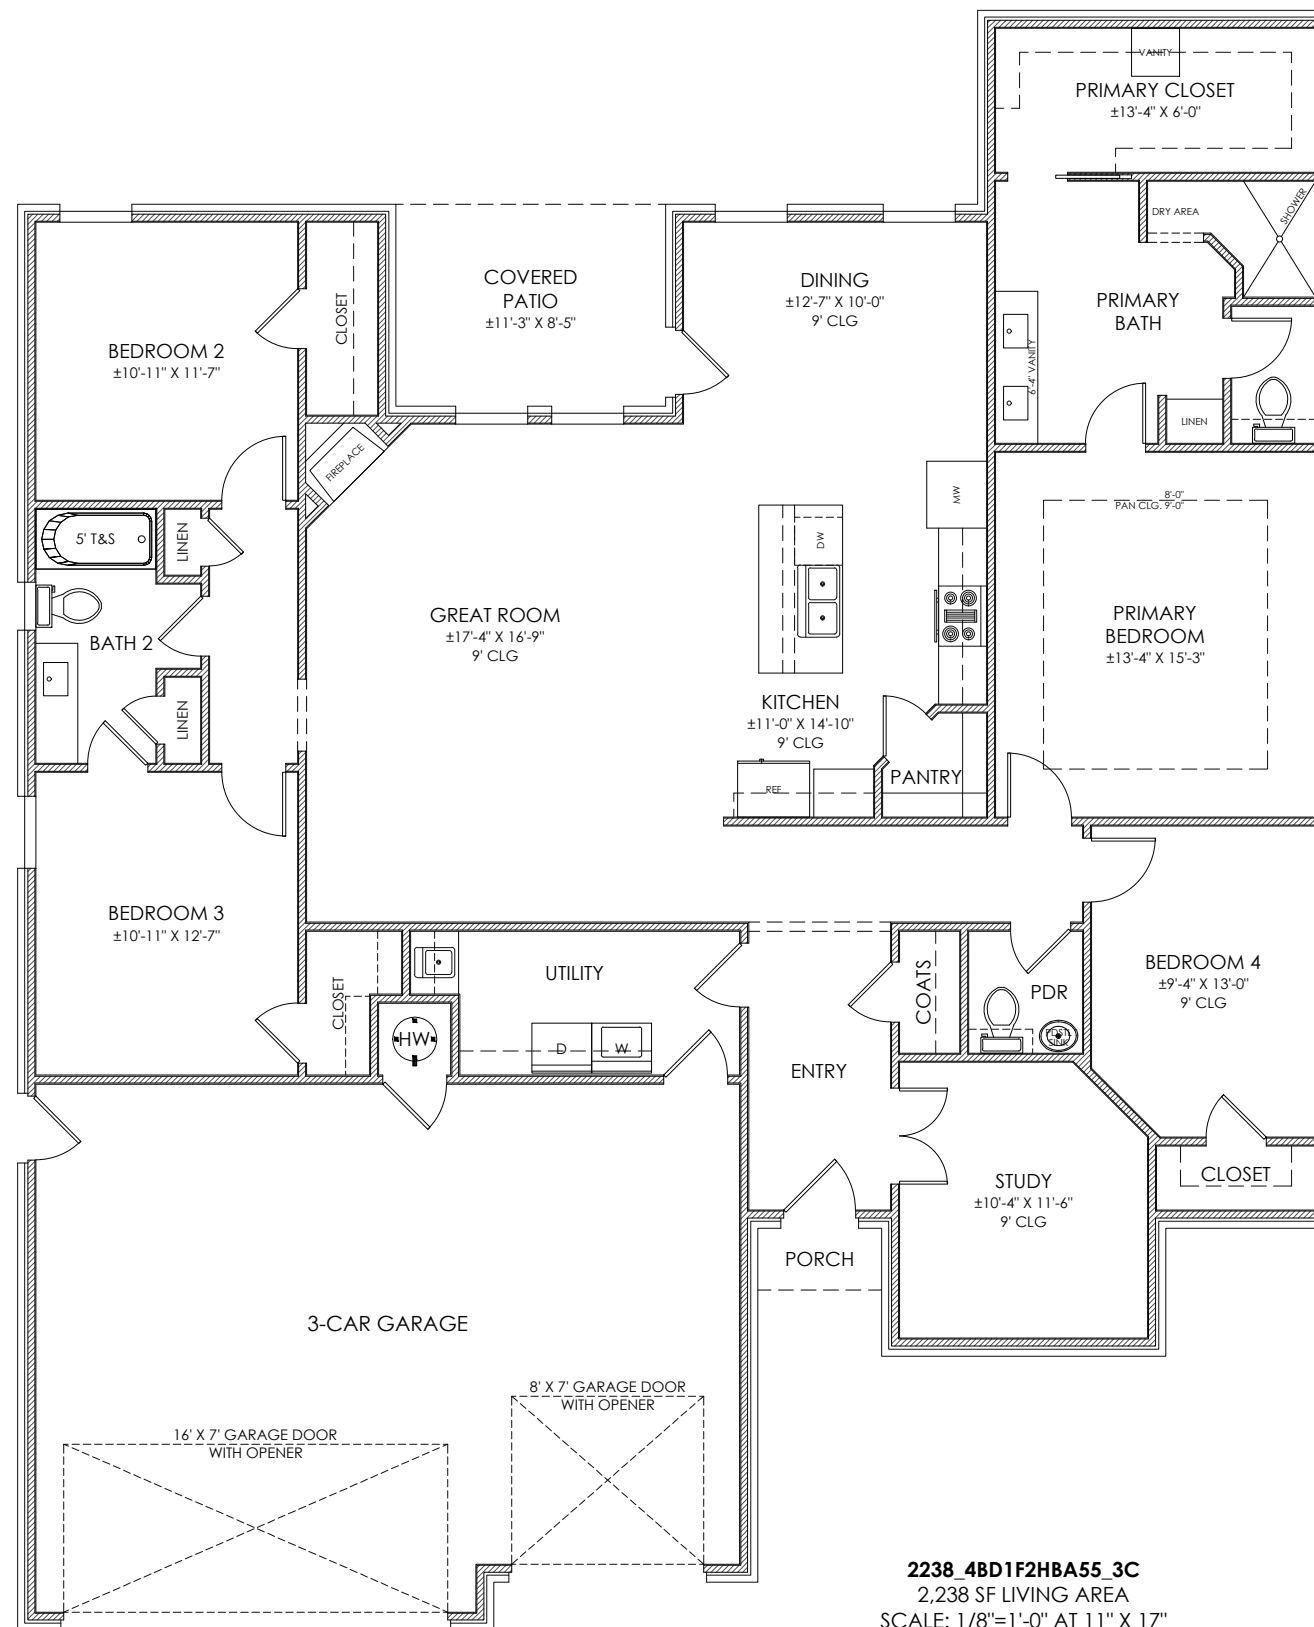 VANITY
PRIMARY CLOSET
±13'-4" X 6'-0"
DRY AREA
SHOWER
COVERED
PATIO
±11'-3" X 8'-5"
DINING
±12'-7" X 10'-0"
9' CLG
PRIMARY
BATH
CLOSET
BEDROOM 2
±10'-11" X 11'-7"
6'-4" VANITY
LINEN
FIREPLACE
MW
8'-0"
PAN CLG. 9'-0"
5' T&S
LINEN
DW
GREAT ROOM
±17'-4" X 16'-9"
9' CLG
PRIMARY
BEDROOM
±13'-4" X 15'-3"
BATH 2
LINEN
KITCHEN
±11'-0" X 14'-10"
9' CLG
PANTRY
REF
BEDROOM 3
±10'-11" X 12'-7"
UTILITY
CLOSET
HW
D
W
COATS
PDR
PDSTL
SINK
BEDROOM 4
±9'-4" X 13'-0"
9' CLG
ENTRY
STUDY
±10'-4" X 11'-6"
9' CLG
CLOSET
PORCH
3-CAR GARAGE
8' X 7' GARAGE DOOR
WITH OPENER
16' X 7' GARAGE DOOR
WITH OPENER
2238_4BD1F2HBA55_3C
2,238 SF LIVING AREA
SCALE: 1/8"=1'-0" AT 11" X 17"